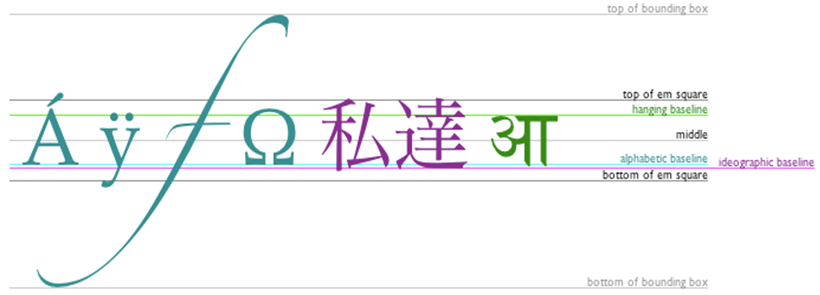 top of bounding box
top of em square
hanging baseline
Áÿ f Ω 私達 आ
middle
alphabetic baseline
ideographic baseline
bottom of em square
bottom of bounding box